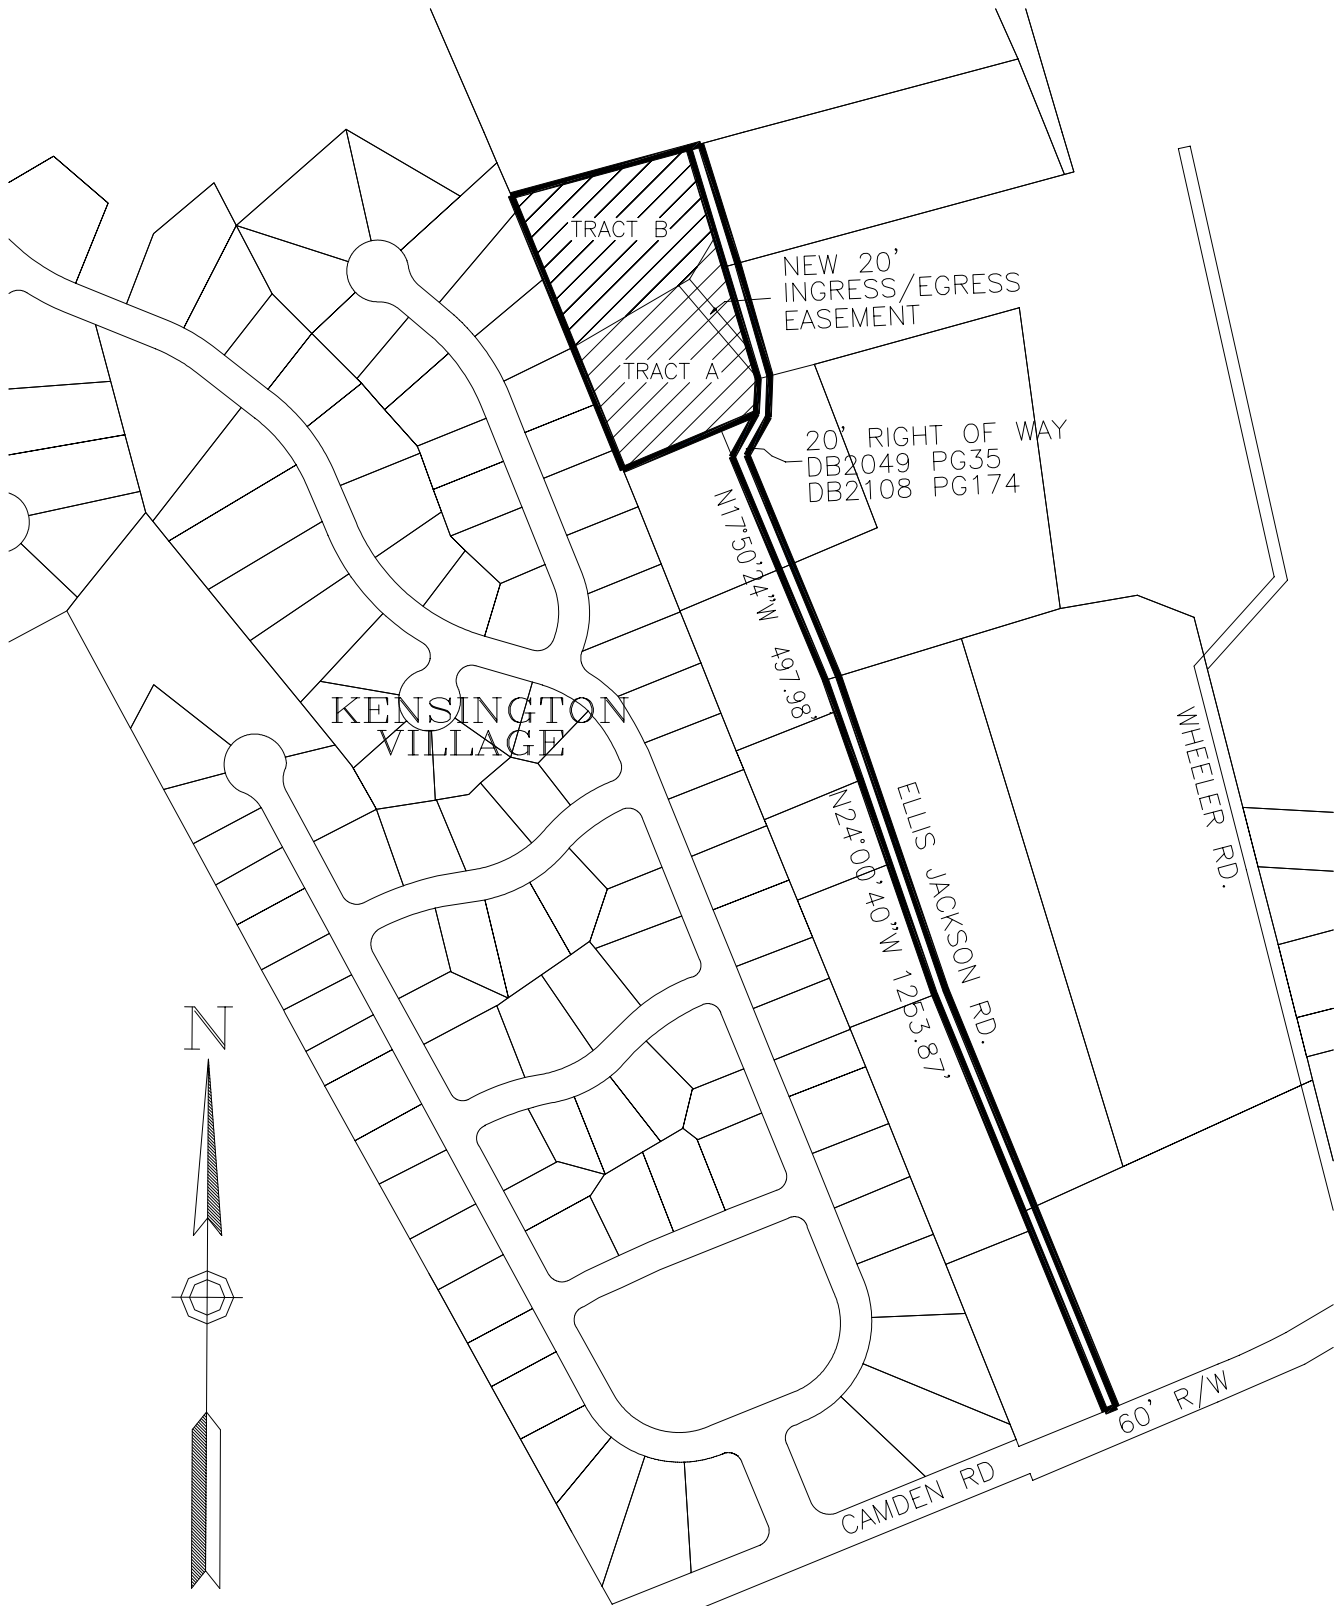 TRACT B
NEW 20'
INGRESS/EGRESS
EASEMENT
TRACT A
20' RIGHT OF WAY
DB2049 PG35
DB2108 PG174
N17°50'24"W 497.98'
KENSINGTON
VILLAGE
WHEELER RD.
ELLIS JACKSON RD.
N24°00'40"W 1253.87'
N
60' R/W
CAMDEN RD